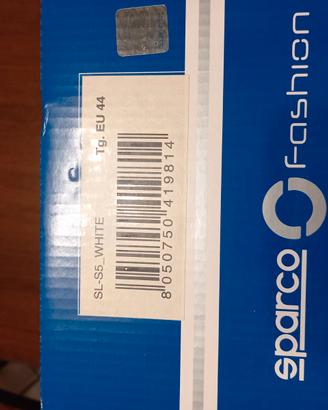 SL-S5_WHITE
Tg. EU 44
8 050750 419814
sparco fashion